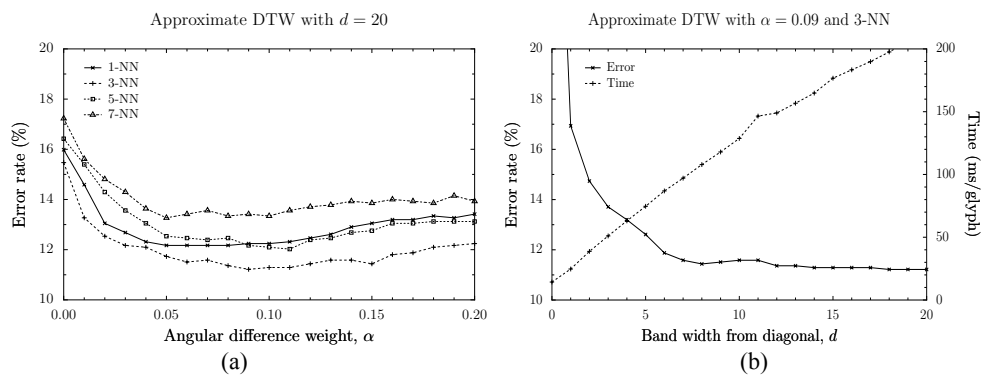 Approximate DTW with d = 20
20
18
16
14
12
10
Error rate (%)
1-NN
3-NN
5-NN
7-NN
0.00
0.05
0.10
0.15
0.20
Angular difference weight, α
(a)
Approximate DTW with α = 0.09 and 3-NN
20
18
16
14
12
10
Error rate (%)
Error
Time
200
150
100
50
0
Time (ms/glyph)
0
5
10
15
20
Band width from diagonal, d
(b)